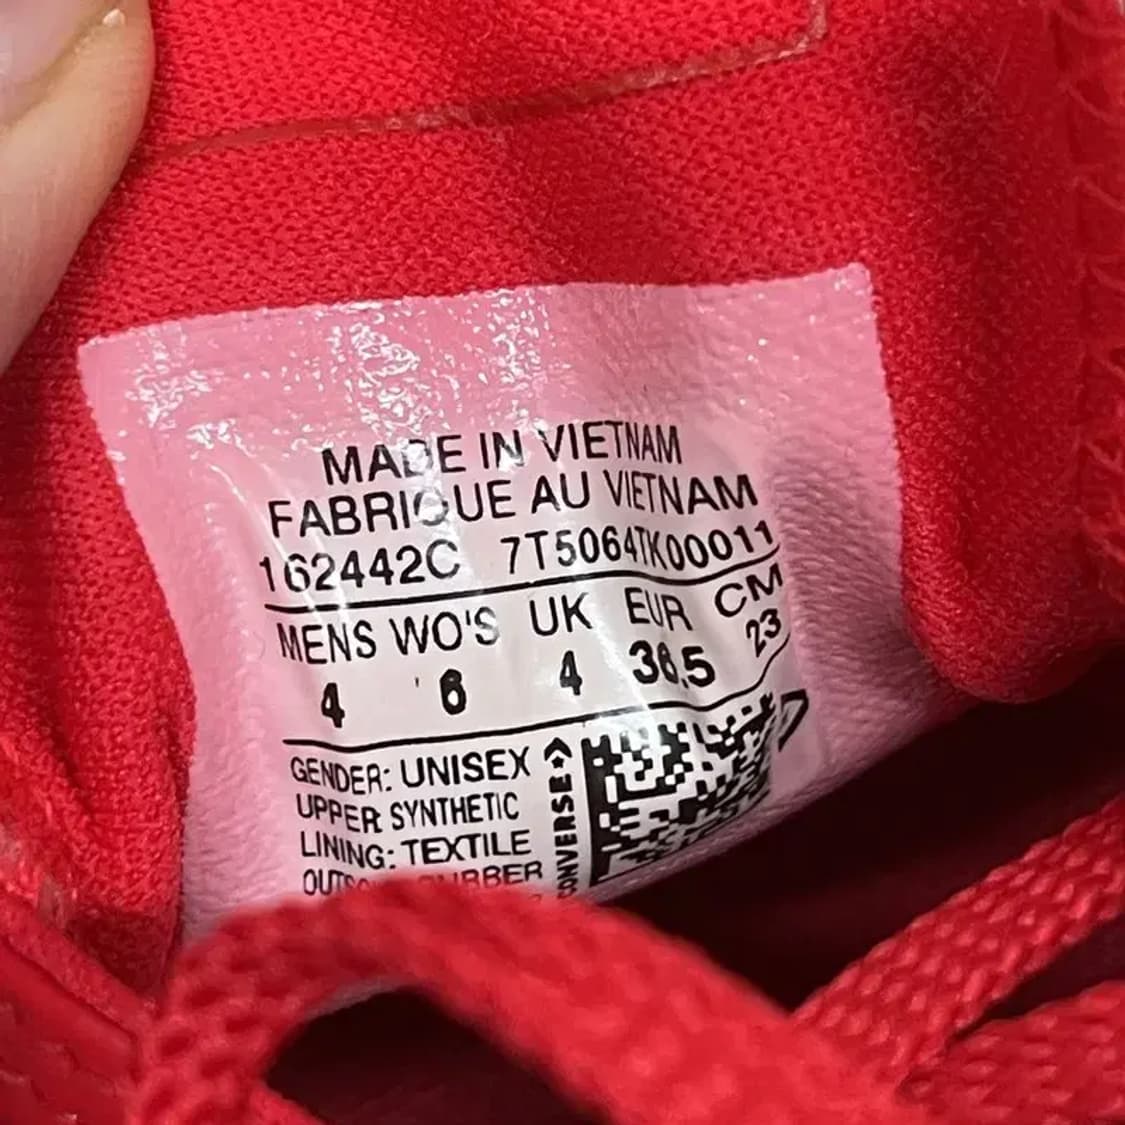 MADE IN VIETNAM
FABRIQUE AU VIETNAM
162442C 7T5064TK00011
MENS WO'S UK EUR CM
4 6 4 36.5 23
GENDER: UNISEX
UPPER SYNTHETIC
LINING: TEXTILE
CONVERSE